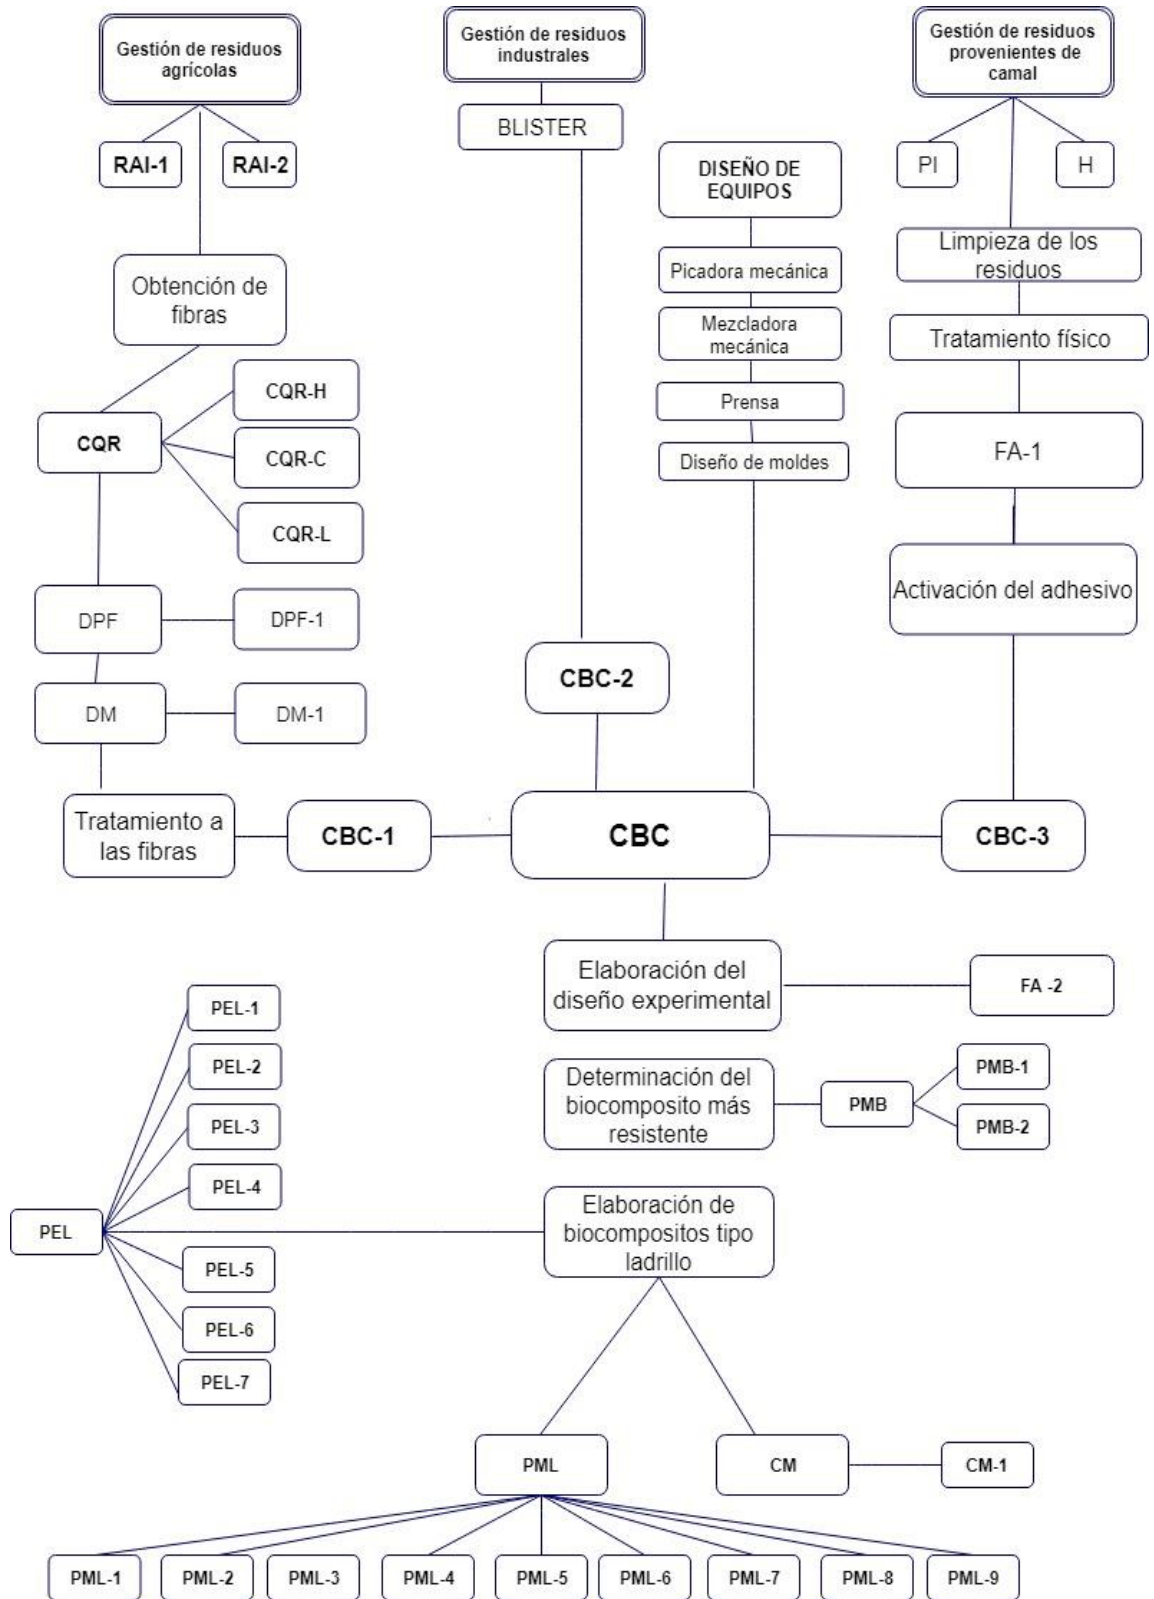 Gestión de residuos
agrícolas
Gestión de residuos
industrales
Gestión de residuos
provenientes de
camal
BLISTER
RAI-1
RAI-2
DISEÑO DE
EQUIPOS
PI
H
Limpieza de los
residuos
Picadora mecánica
Obtención de
fibras
Mezcladora
mecánica
Tratamiento físico
CQR-H
Prensa
CQR
CQR-C
Diseño de moldes
FA-1
CQR-L
Activación del adhesivo
DPF
DPF-1
CBC-2
DM
DM-1
Tratamiento a
las fibras
CBC-1
CBC
CBC-3
Elaboración del
diseño experimental
FA -2
PEL-1
PEL-2
PEL-3
PEL-4
PEL
PEL-5
PEL-6
PEL-7
Determinación del
biocomposito más
resistente
PMB
PMB-1
PMB-2
Elaboración de
biocompositos tipo
ladrillo
PML
CM
CM-1
PML-1
PML-2
PML-3
PML-4
PML-5
PML-6
PML-7
PML-8
PML-9